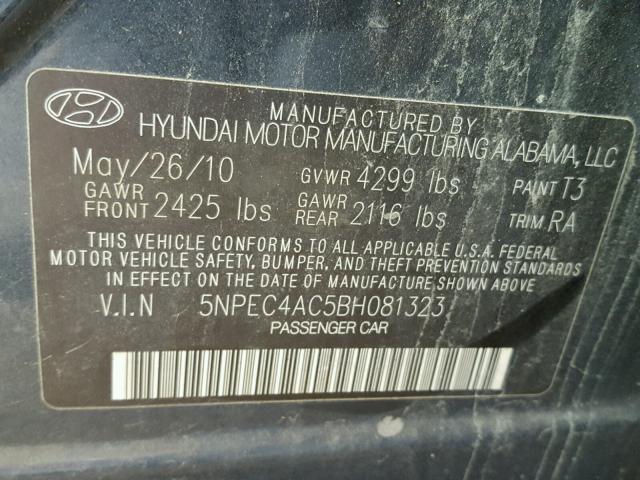 MANUFACTURED BY
HYUNDAI MOTOR MANUFACTURING ALABAMA, LLC
May/26/10 GVWR 4299 lbs PAINT T3
GAWR FRONT 2425 lbs GAWR REAR 2116 lbs TRIM RA
THIS VEHICLE CONFORMS TO ALL APPLICABLE U.S.A. FEDERAL
MOTOR VEHICLE SAFETY, BUMPER, AND THEFT PREVENTION STANDARDS
IN EFFECT ON THE DATE OF MANUFACTURE SHOWN ABOVE.
V.I.N 5NPEC4AC5BH081323
PASSENGER CAR